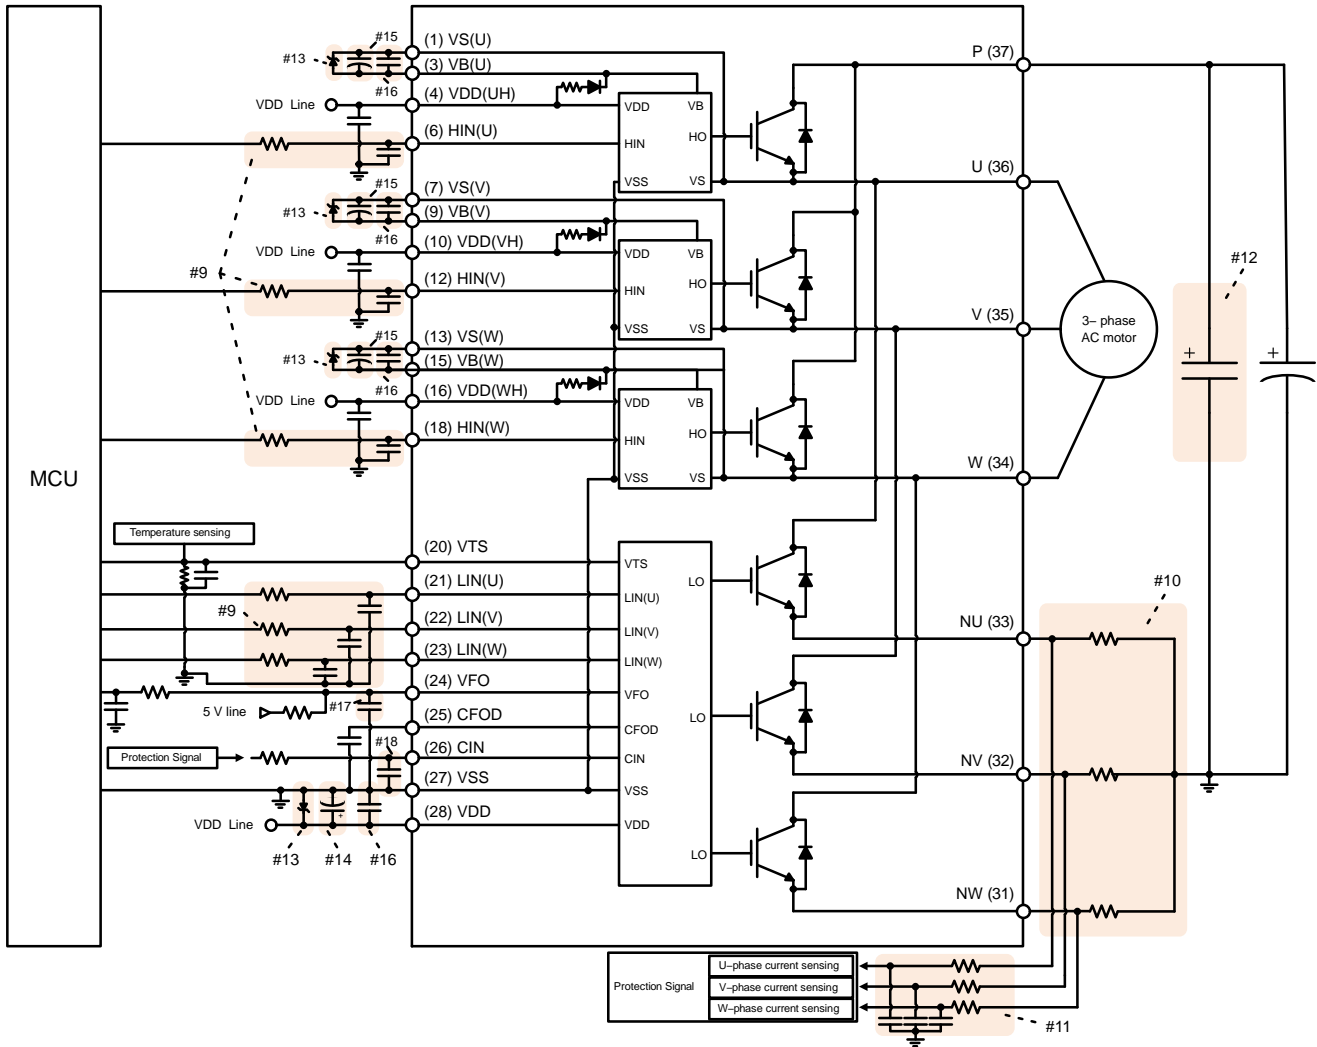 MCU
#15
#13
#16
(1) VS(U)
(3) VB(U)
VDD Line
(4) VDD(UH)
(6) HIN(U)
VDD
VB
HIN
HO
VSS
VS
P (37)
U (36)
#15
#13
#16
(7) VS(V)
(9) VB(V)
VDD Line
(10) VDD(VH)
#9
(12) HIN(V)
VDD
VB
HIN
HO
VSS
VS
V (35)
3– phase
AC motor
#12
+
+
#15
#13
#16
(13) VS(W)
(15) VB(W)
VDD Line
(16) VDD(WH)
(18) HIN(W)
VDD
VB
HIN
HO
VSS
VS
W (34)
Temperature sensing
(20) VTS
(21) LIN(U)
#9
(22) LIN(V)
(23) LIN(W)
(24) VFO
5 V line
#17
(25) CFOD
#18
Protection Signal
(26) CIN
(27) VSS
VDD Line
+
(28) VDD
#13
#14
#16
VTS
LIN(U)
LIN(V)
LIN(W)
VFO
CFOD
CIN
VSS
VDD
LO
LO
LO
NU (33)
#10
NV (32)
NW (31)
Protection Signal
U–phase current sensing
V–phase current sensing
W–phase current sensing
#11